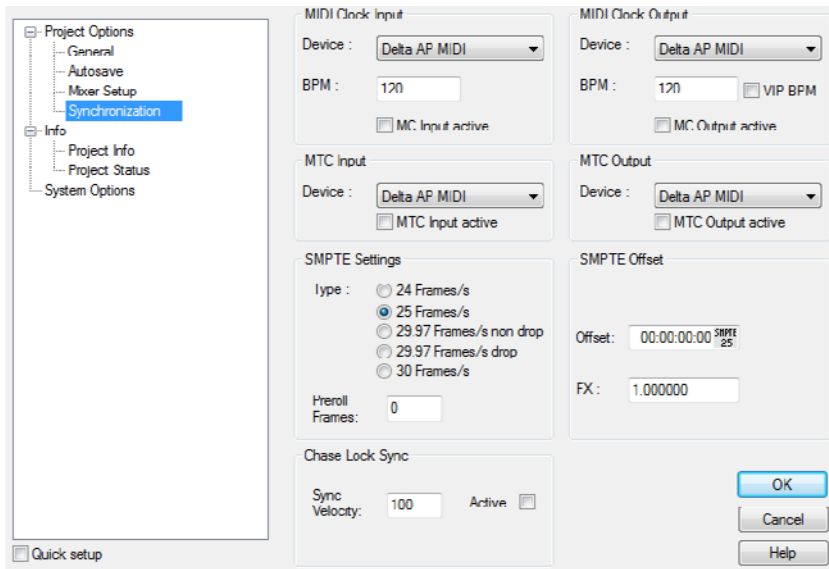 Project Options
General
Autosave
Mixer Setup
Synchronization
Info
Project Info
Project Status
System Options
Quick setup
MIDI Clock Input
Device :
Delta AP MIDI
BPM :
120
MC Input active
MIDI Clock Output
Device :
Delta AP MIDI
BPM :
120
VIP BPM
MC Output active
MTC Input
Device :
Delta AP MIDI
MTC Input active
MTC Output
Device :
Delta AP MIDI
MTC Output active
SMPTE Settings
Type :
24 Frames/s
25 Frames/s
29.97 Frames/s non drop
29.97 Frames/s drop
30 Frames/s
Preroll
Frames:
0
SMPTE Offset
Offset:
00:00:00:00
SMPTE
25
FX :
1.000000
Chase Lock Sync
Sync
Velocity:
100
Active
OK
Cancel
Help